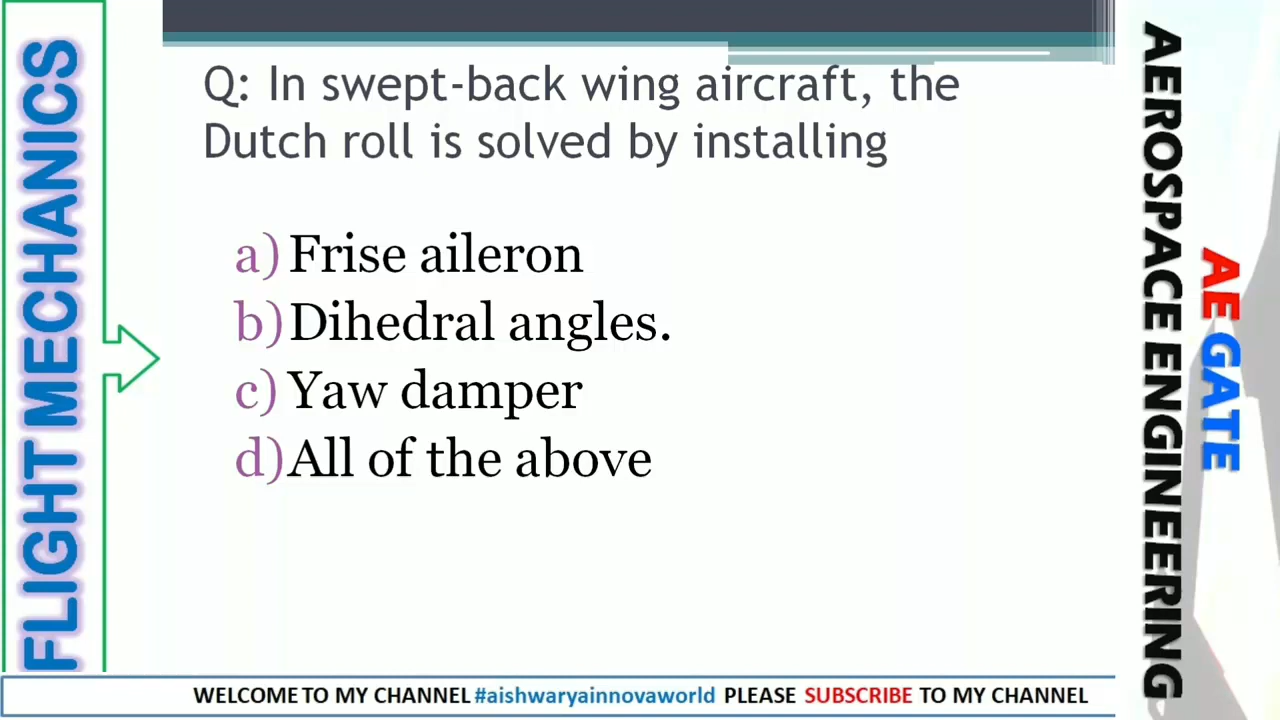 FLIGHT MECHANICS
Q: In swept-back wing aircraft, the
Dutch roll is solved by installing
a) Frise aileron
b) Dihedral angles.
c) Yaw damper
d) All of the above
AEROSPACE ENGINEERING
AE GATE
WELCOME TO MY CHANNEL #aishwaryainnovaworld PLEASE SUBSCRIBE TO MY CHANNEL